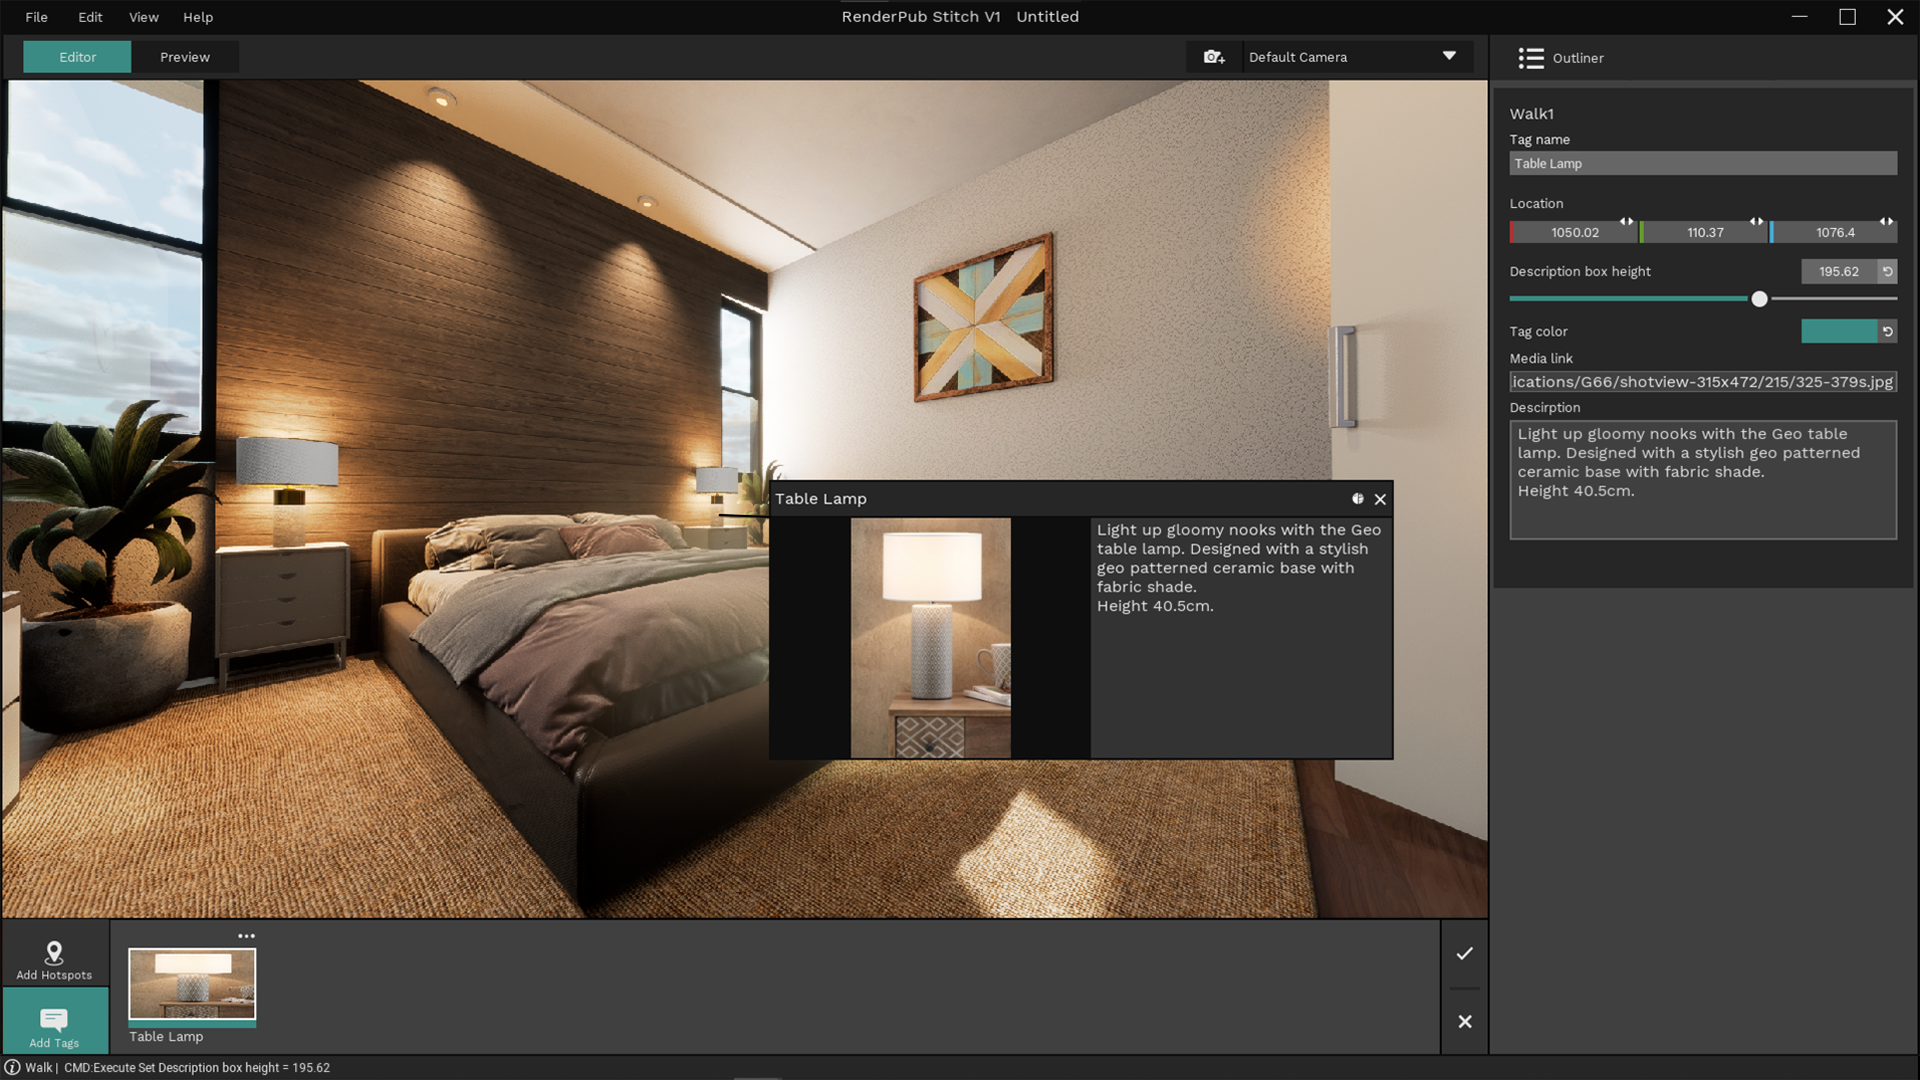 File Edit View Help
RenderPub Stitch V1 Untitled
Editor Preview
Default Camera
Outliner
Walk1
Tag name
Table Lamp
Location
1050.02 110.37 1076.4
Description box height 195.62
Tag color
Media link
ications/G66/shotview-315x472/215/325-379s.jpg
Descirption
Light up gloomy nooks with the Geo table
lamp. Designed with a stylish geo patterned
ceramic base with fabric shade.
Height 40.5cm.
Table Lamp
Light up gloomy nooks with the Geo
table lamp. Designed with a stylish
geo patterned ceramic base with
fabric shade.
Height 40.5cm.
Add Hotspots
Add Tags
Table Lamp
Walk | CMD:Execute Set Description box height = 195.62